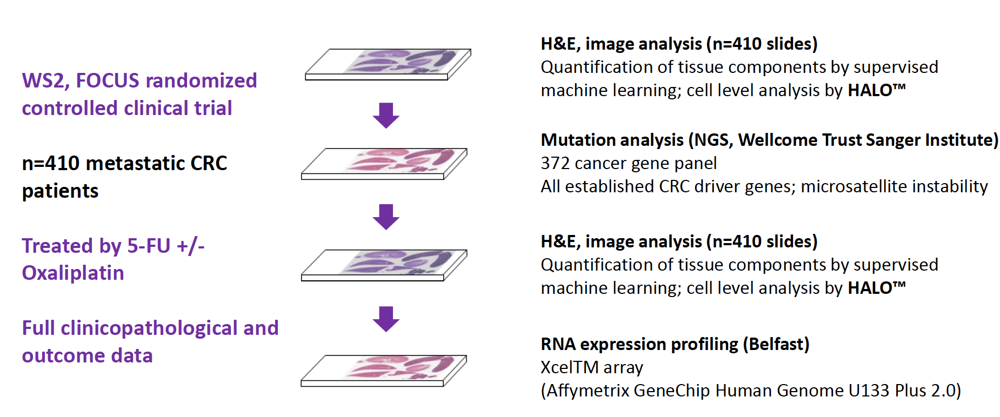 WS2, FOCUS randomized
controlled clinical trial
n=410 metastatic CRC
patients
Treated by 5-FU +/-
Oxaliplatin
Full clinicopathological and
outcome data
H&E, image analysis (n=410 slides)
Quantification of tissue components by supervised
machine learning; cell level analysis by HALO™
Mutation analysis (NGS, Wellcome Trust Sanger Institute)
372 cancer gene panel
All established CRC driver genes; microsatellite instability
H&E, image analysis (n=410 slides)
Quantification of tissue components by supervised
machine learning; cell level analysis by HALO™
RNA expression profiling (Belfast)
XcelTM array
(Affymetrix GeneChip Human Genome U133 Plus 2.0)